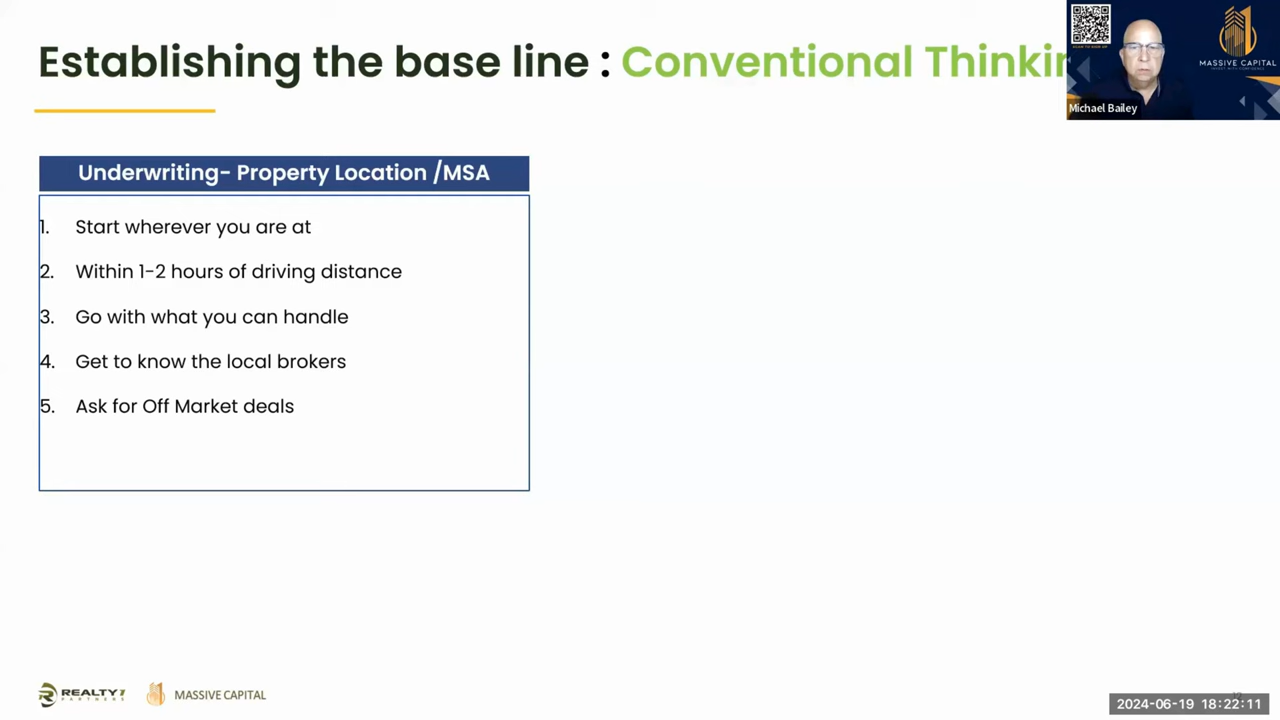 Establishing the base line : Conventional Thinkin
MASSIVE CAPITAL
Michael Bailey
Underwriting- Property Location /MSA
1. Start wherever you are at
2. Within 1-2 hours of driving distance
3. Go with what you can handle
4. Get to know the local brokers
5. Ask for Off Market deals
REALTY
PARTNERS
MASSIVE CAPITAL
2024-06-19 18:22:11